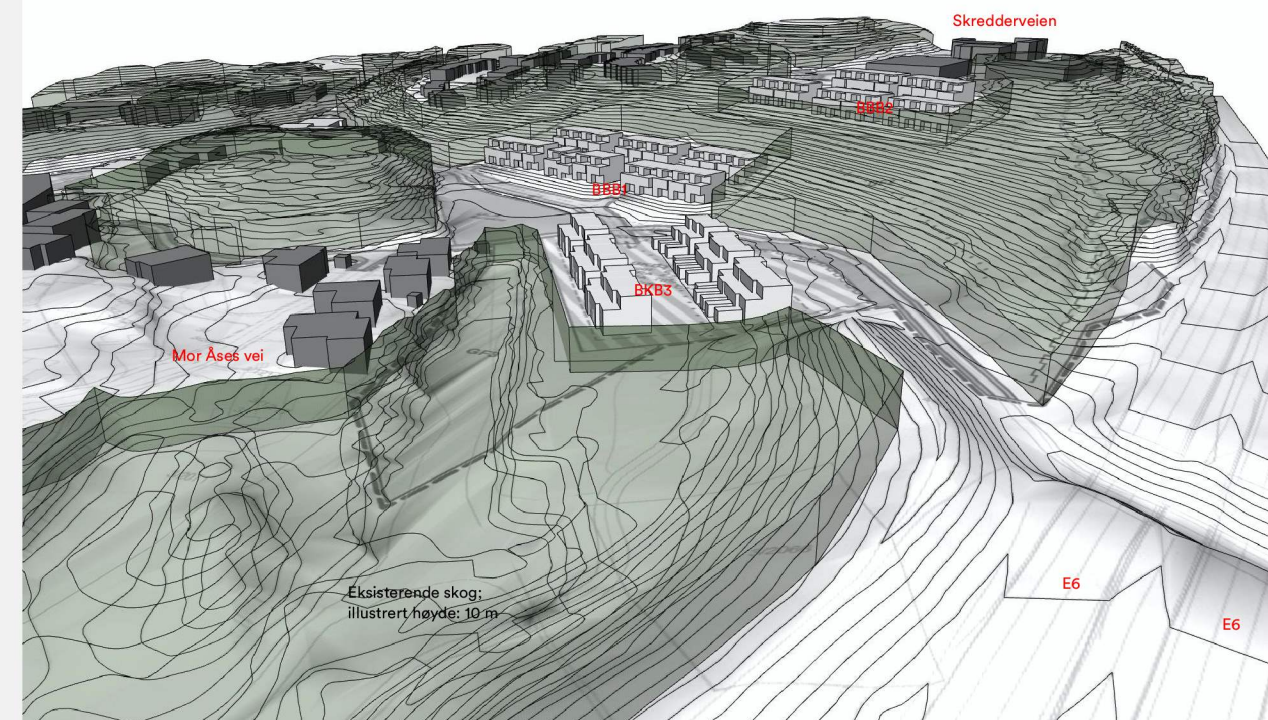 Skredderveien
BBB2
BBB1
BKB3
Mor Åses vei
Eksisterende skog;
illustrert høyde: 10 m
E6
E6